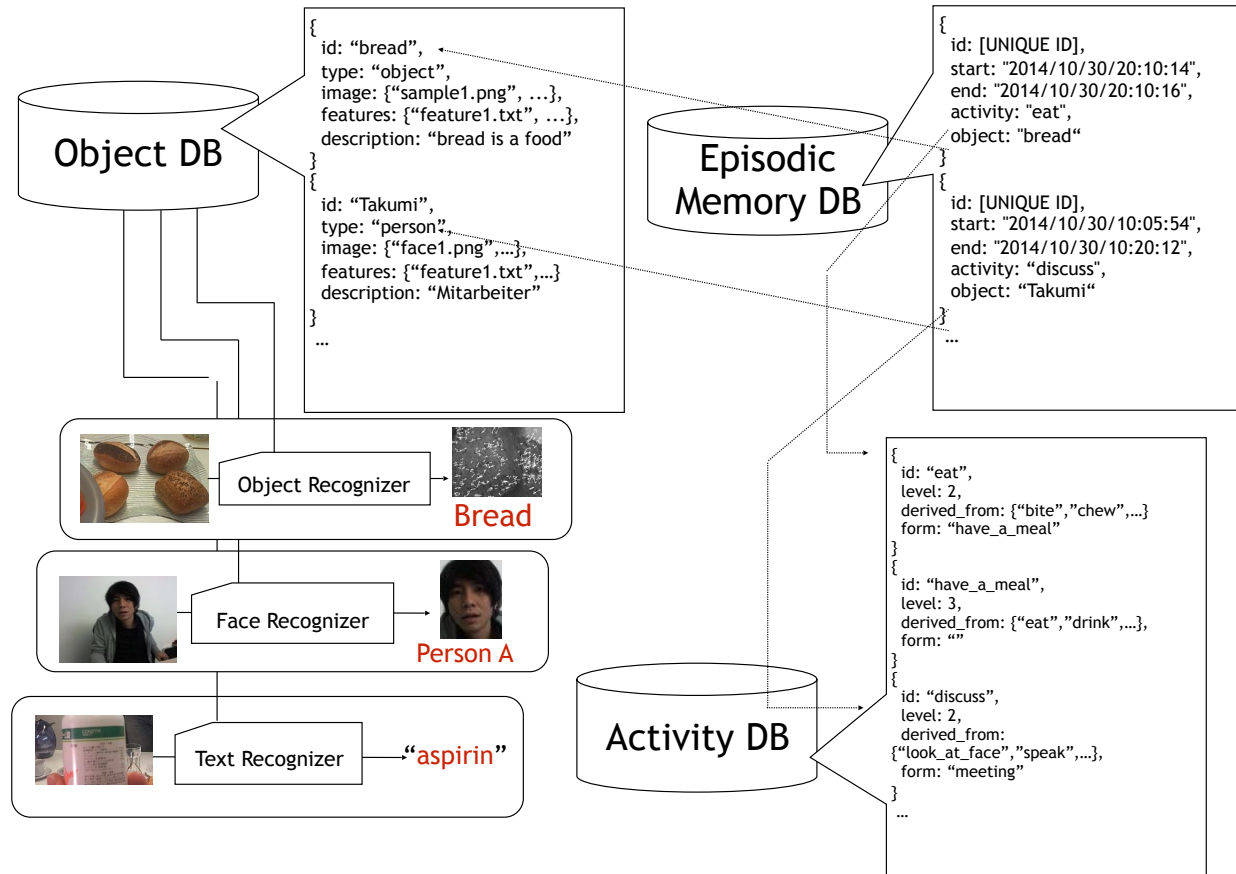 Object DB
{
id: “bread”,
type: “object”,
image: {“sample1.png”, ...},
features: {“feature1.txt”, ...},
description: “bread is a food”
}
{
id: “Takumi”,
type: “person”,
image: {“face1.png”,…},
features: {“feature1.txt”,…}
description: “Mitarbeiter”
}
…
Episodic
Memory DB
{
id: [UNIQUE ID],
start: "2014/10/30/20:10:14",
end: "2014/10/30/20:10:16",
activity: "eat",
object: "bread“
}
{
id: [UNIQUE ID],
start: "2014/10/30/10:05:54",
end: "2014/10/30/10:20:12",
activity: “discuss",
object: “Takumi“
}
…
Object Recognizer
Bread
Face Recognizer
Person A
Text Recognizer
“aspirin”
Activity DB
{
id: “eat”,
level: 2,
derived_from: {“bite”,”chew”,…}
form: “have_a_meal”
}
{
id: “have_a_meal”,
level: 3,
derived_from: {“eat”,”drink”,…},
form: “”
}
{
id: “discuss”,
level: 2,
derived_from:
{“look_at_face”,”speak”,…},
form: “meeting”
}
…